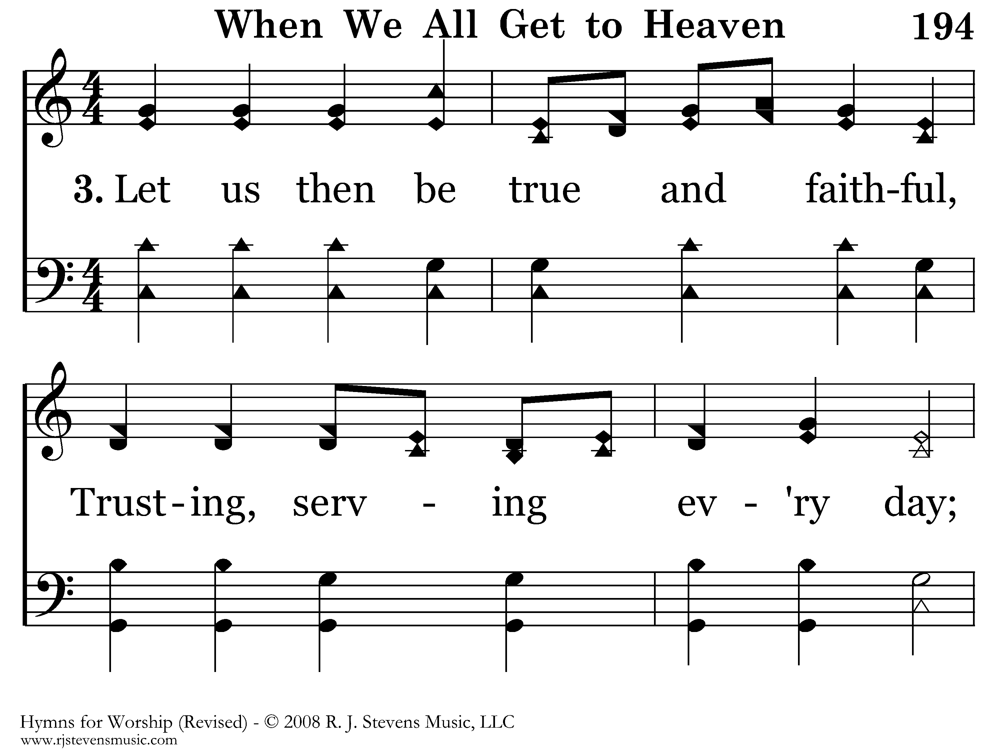 When We All Get to Heaven 194
3. Let us then be true and faith-ful,
Trust-ing, serv - ing ev - 'ry day;
Hymns for Worship (Revised) - © 2008 R. J. Stevens Music, LLC
www.rjstevensmusic.com